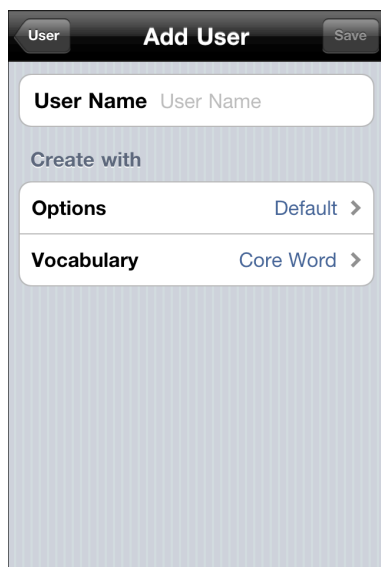 User Add User Save
User Name User Name
Create with
Options Default
Vocabulary Core Word